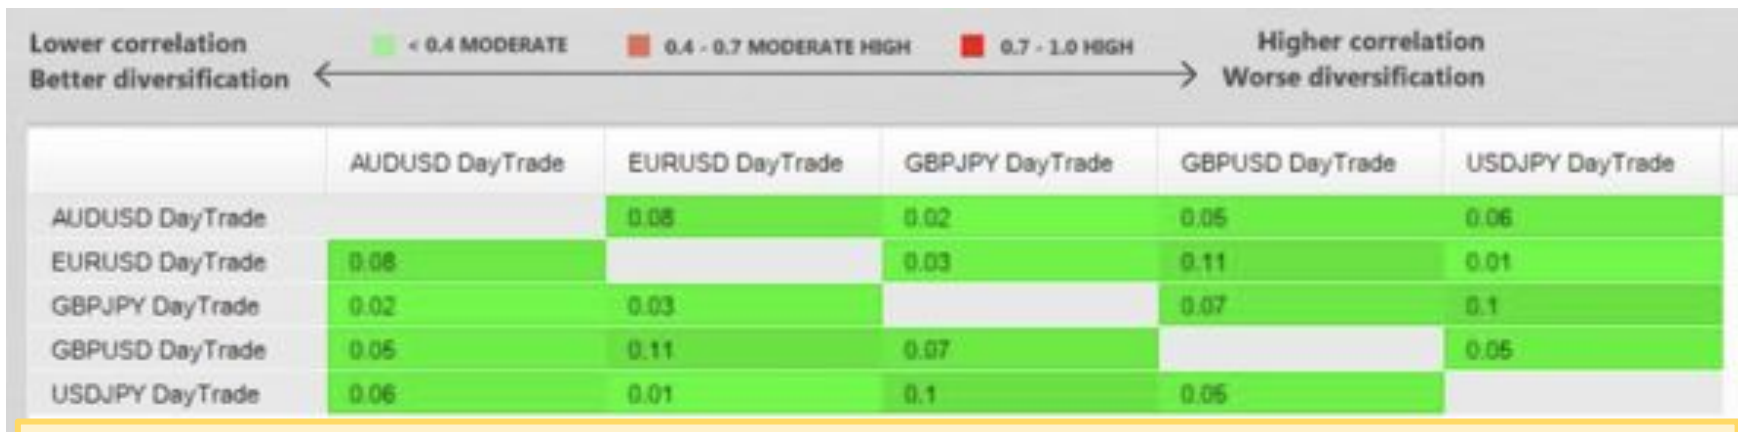 Lower correlation
Better diversification
< 0.4 MODERATE
0.4 - 0.7 MODERATE HIGH
0.7 - 1.0 HIGH
Higher correlation
Worse diversification
AUDUSD DayTrade EURUSD DayTrade GBPJPY DayTrade GBPUSD DayTrade USDJPY DayTrade
AUDUSD DayTrade 0.08 0.02 0.05 0.06
EURUSD DayTrade 0.08 0.03 0.11 0.01
GBPJPY DayTrade 0.02 0.03 0.07 0.1
GBPUSD DayTrade 0.05 0.11 0.07 0.05
USDJPY DayTrade 0.06 0.01 0.1 0.05